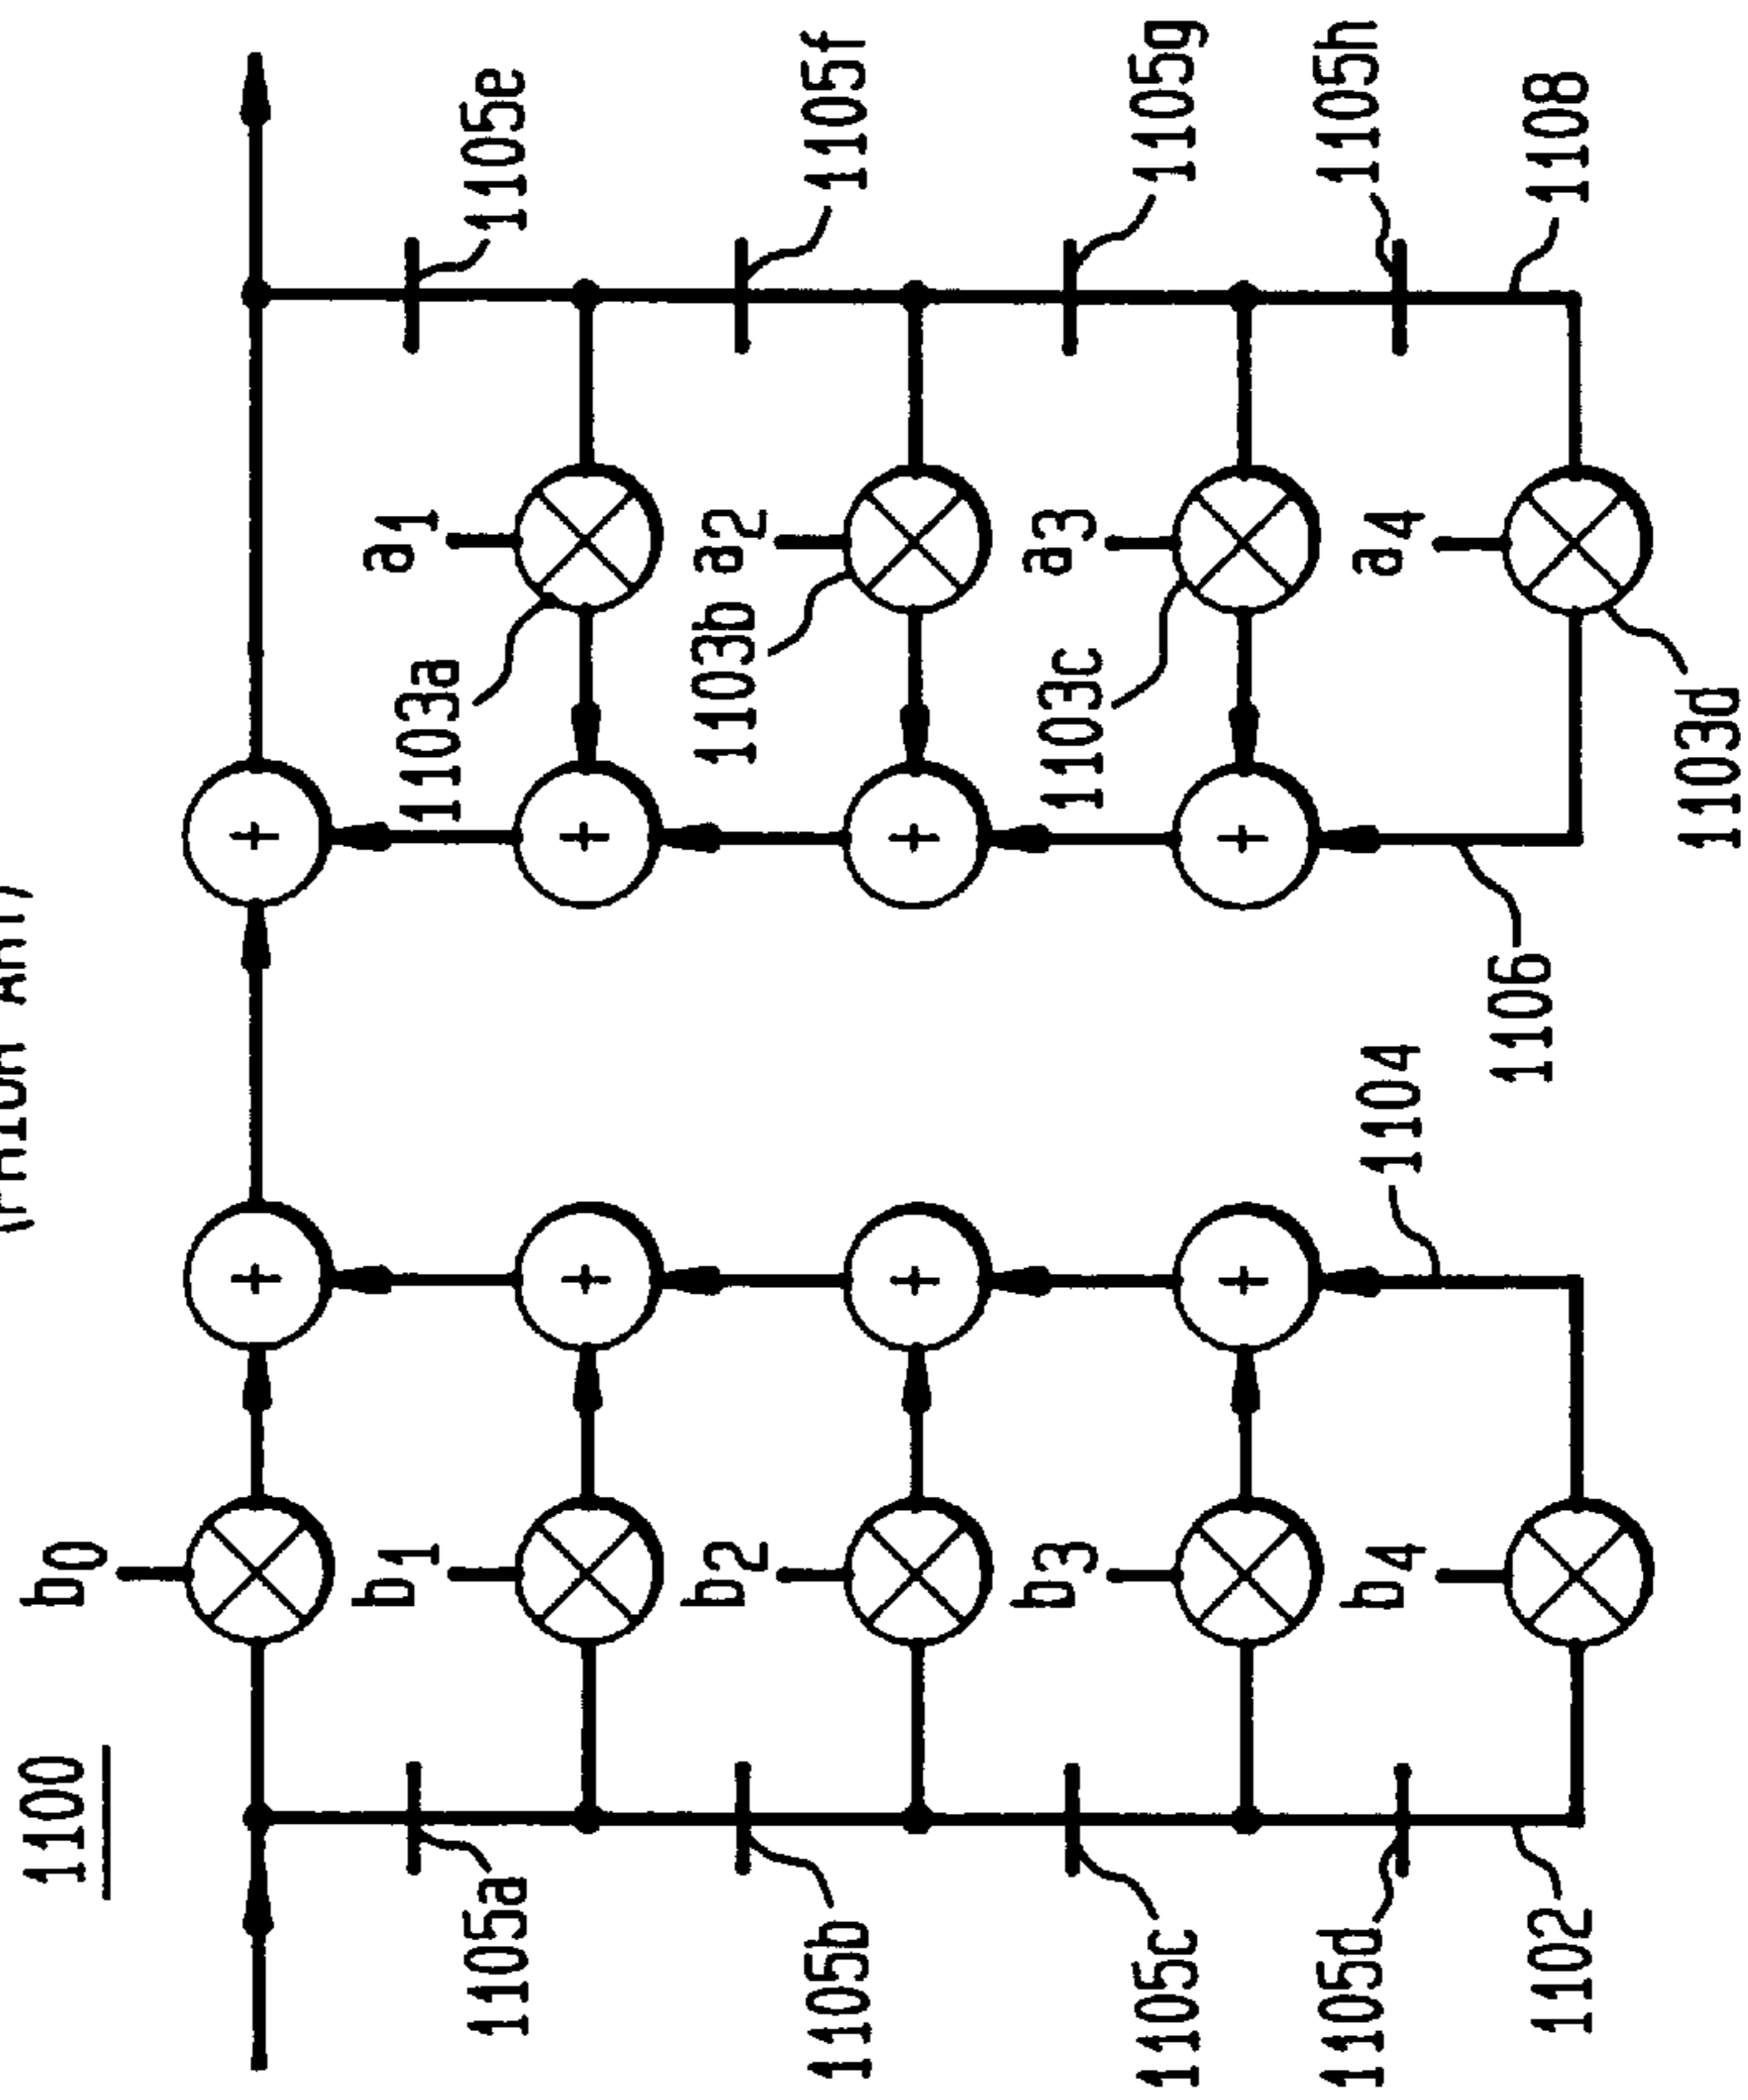 (PRIOR ART)
1100
b0
b1
a1
1103a
1105a
1105e
b2
1103b
a2
1105b
1105f
b3
1103c
a3
1105c
1105g
1105d
b4
1104
a4
1105h
1102
1106
1108
1103d